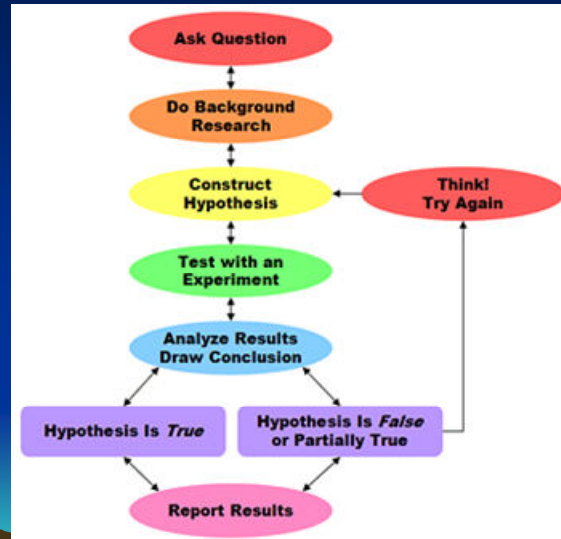 Ask Question
Do Background
Research
Construct
Hypothesis
Think!
Try Again
Test with an
Experiment
Analyze Results
Draw Conclusion
Hypothesis Is True
Hypothesis Is False
or Partially True
Report Results